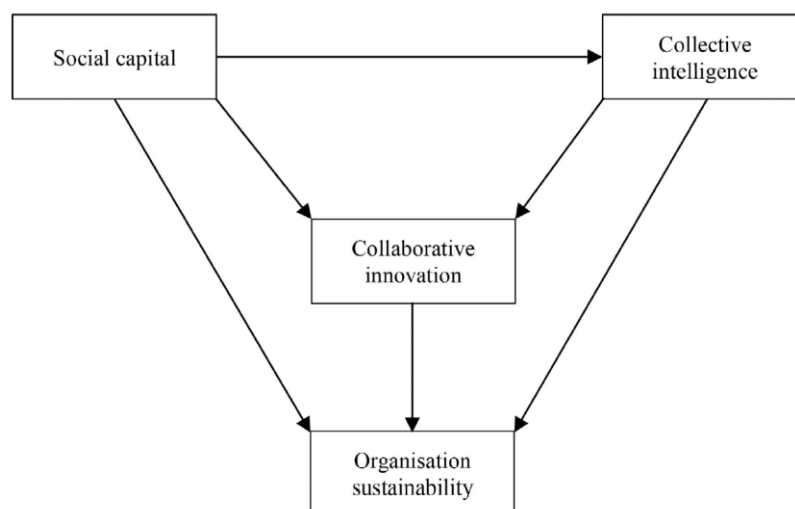 Social capital
Collective
intelligence
Collaborative
innovation
Organisation
sustainability